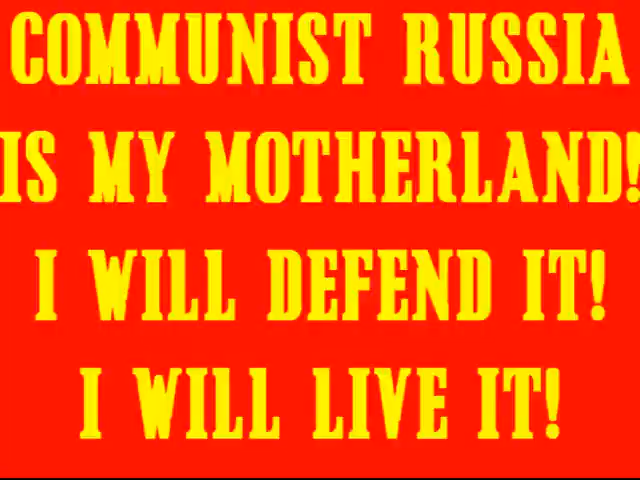 COMMUNIST RUSSIA
IS MY MOTHERLAND!
I WILL DEFEND IT!
I WILL LIVE IT!